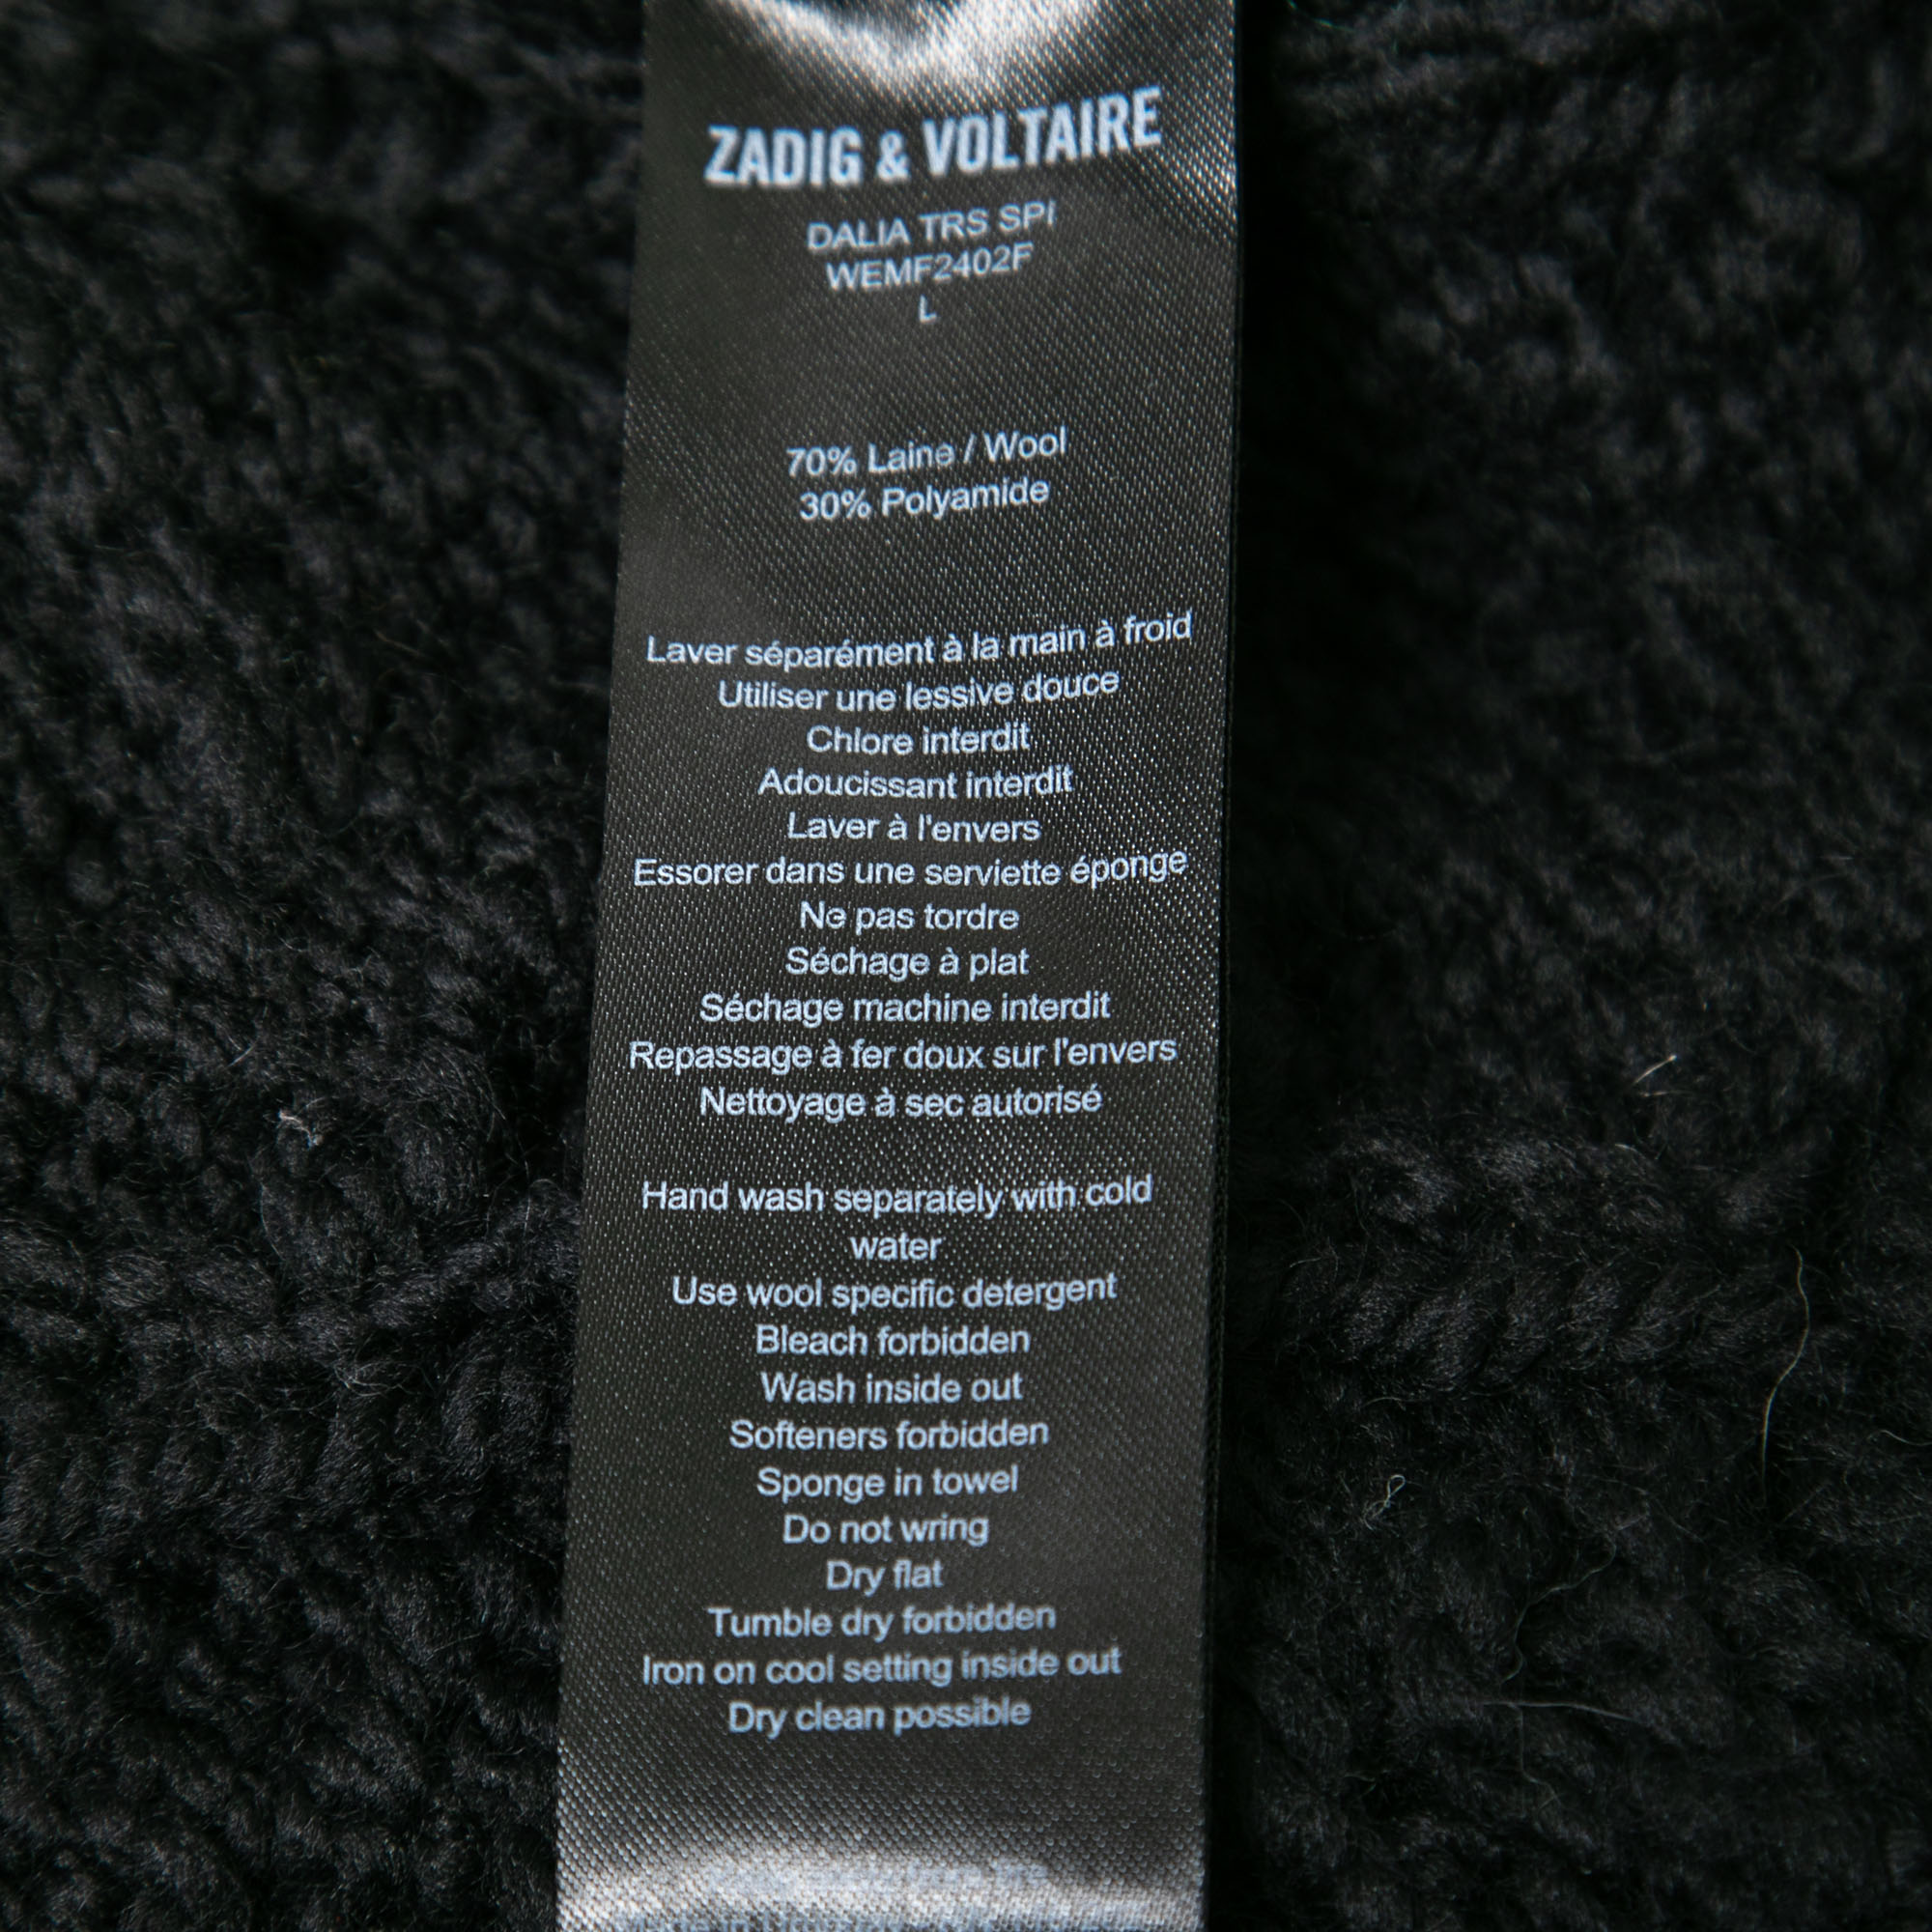 ZADIG & VOLTAIRE
DALIA TRS SPI
WEMF2402F
L
70% Laine / Wool
30% Polyamide
Laver séparément à la main à froid
Utiliser une lessive douce
Chlore interdit
Adoucissant interdit
Laver à l'envers
Essorer dans une serviette éponge
Ne pas tordre
Séchage à plat
Séchage machine interdit
Repassage à fer doux sur l'envers
Nettoyage à sec autorisé
Hand wash separately with cold
water
Use wool specific detergent
Bleach forbidden
Wash inside out
Softeners forbidden
Sponge in towel
Do not wring
Dry flat
Tumble dry forbidden
Iron on cool setting inside out
Dry clean possible